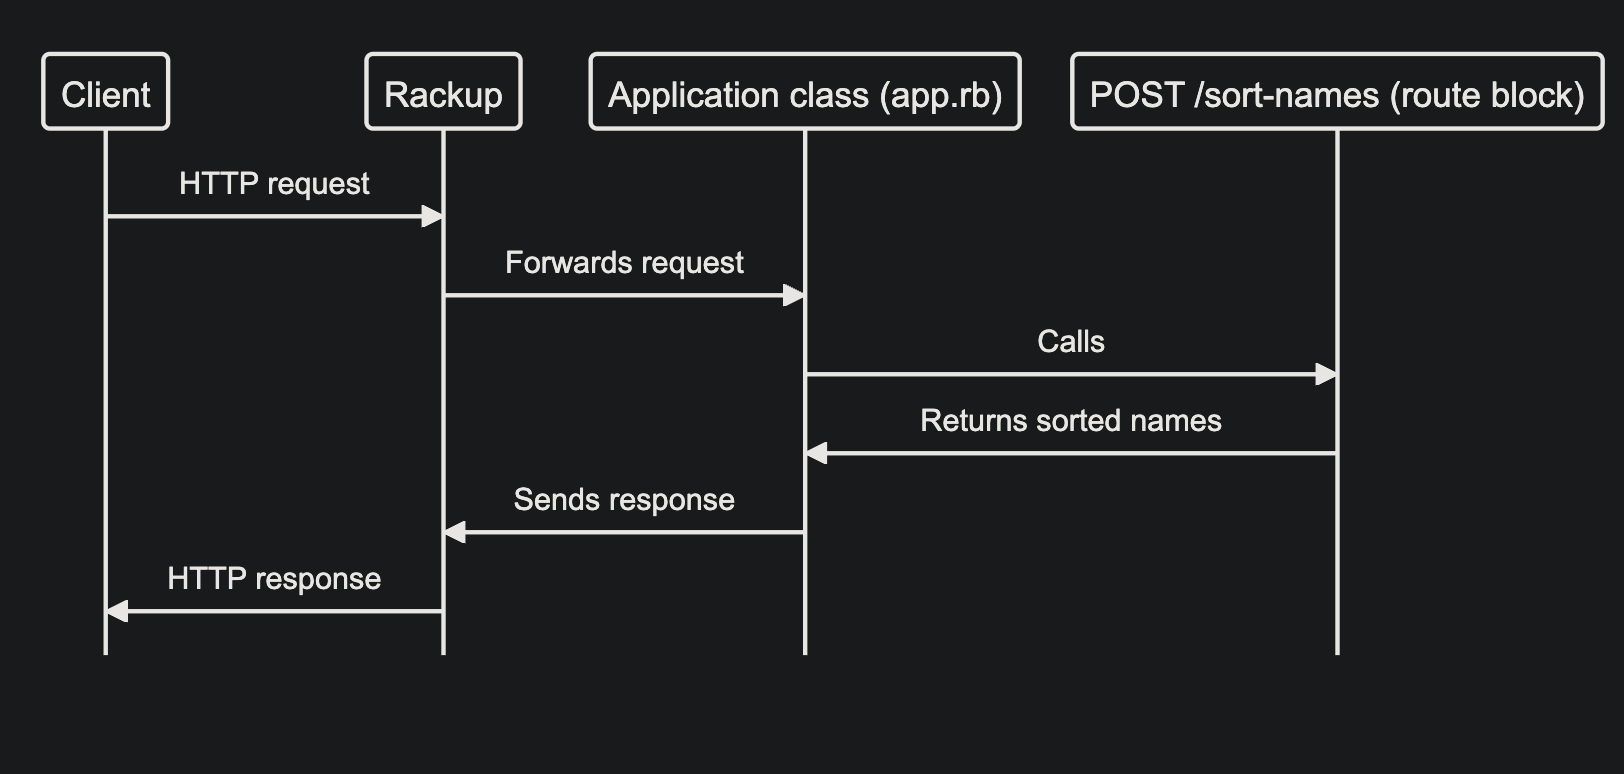 Client
Rackup
Application class (app.rb)
POST /sort-names (route block)
HTTP request
Forwards request
Calls
Returns sorted names
Sends response
HTTP response